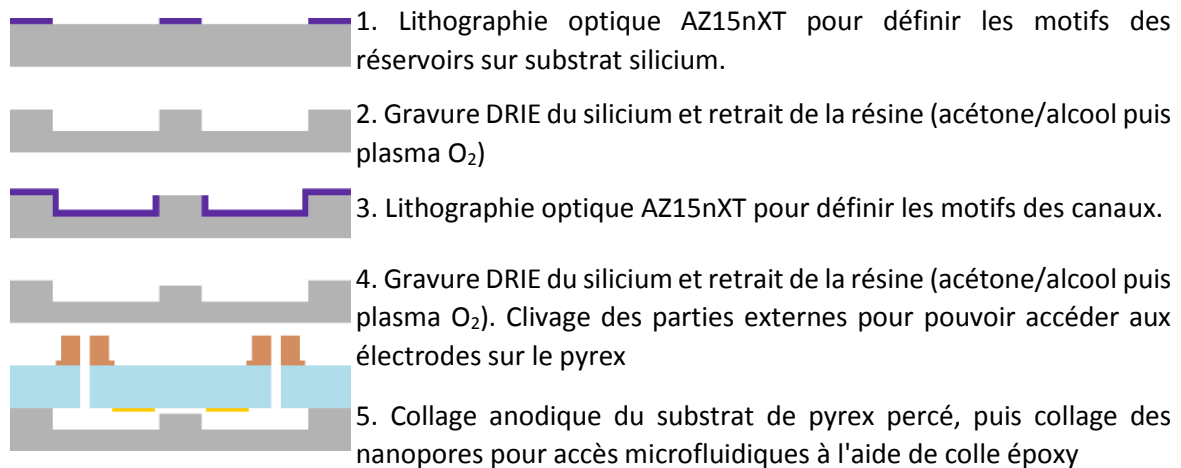 1. Lithographie optique AZ15nXT pour définir les motifs des
réservoirs sur substrat silicium.
2. Gravure DRIE du silicium et retrait de la résine (acétone/alcool puis
plasma O₂)
3. Lithographie optique AZ15nXT pour définir les motifs des canaux.
4. Gravure DRIE du silicium et retrait de la résine (acétone/alcool puis
plasma O₂). Clivage des parties externes pour pouvoir accéder aux
électrodes sur le pyrex
5. Collage anodique du substrat de pyrex percé, puis collage des
nanopores pour accès microfluidiques à l'aide de colle époxy